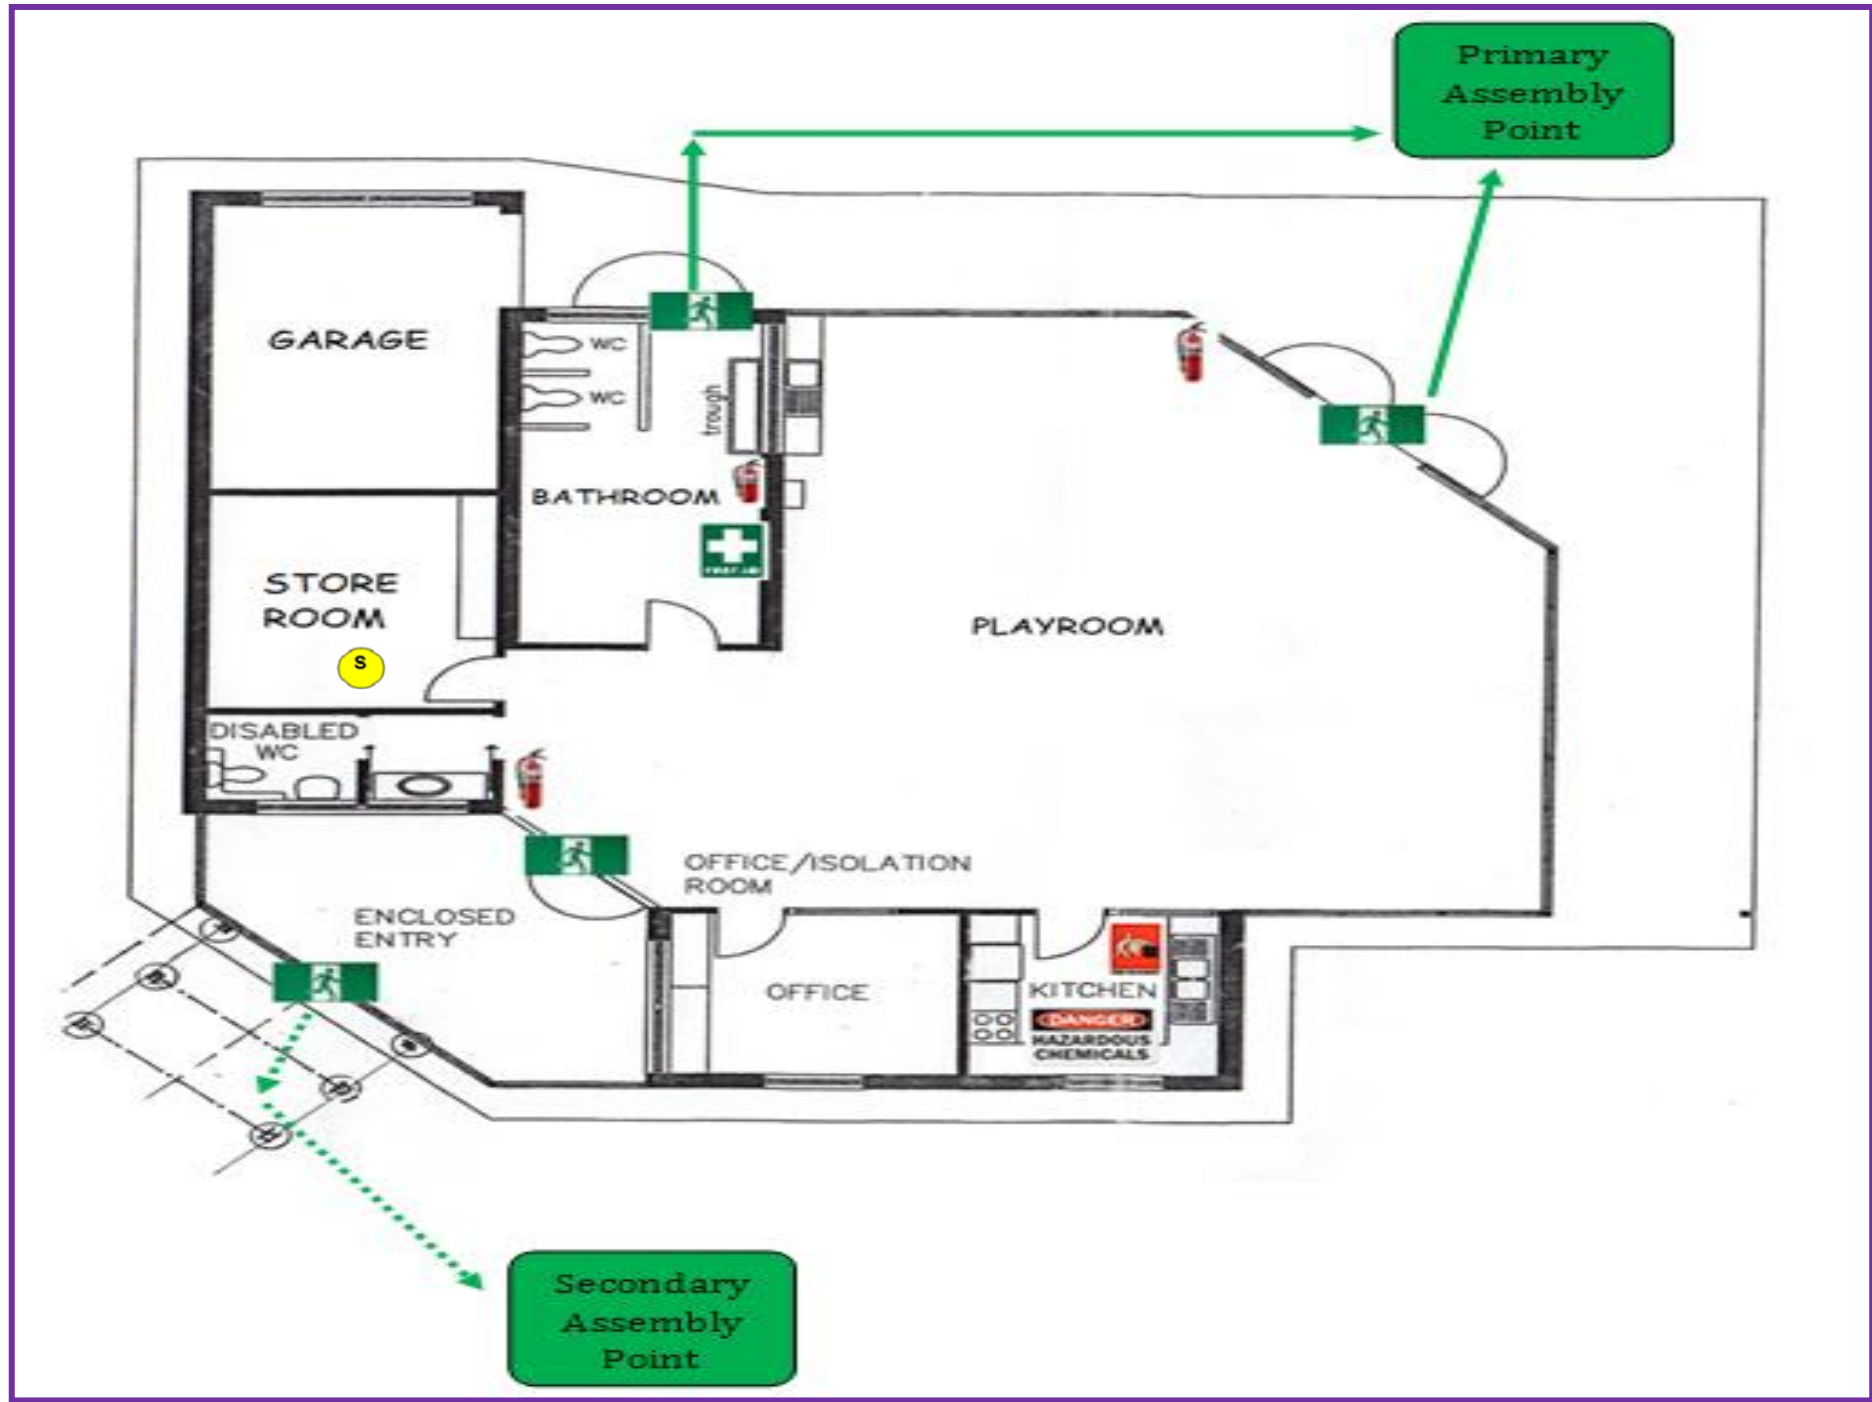 Primary
Assembly
Point
GARAGE
WC
WC
trough
BATHROOM
STORE
ROOM
S
PLAYROOM
DISABLED
WC
OFFICE/ISOLATION
ROOM
ENCLOSED
ENTRY
OFFICE
KITCHEN
DANGER
HAZARDOUS
CHEMICALS
Secondary
Assembly
Point